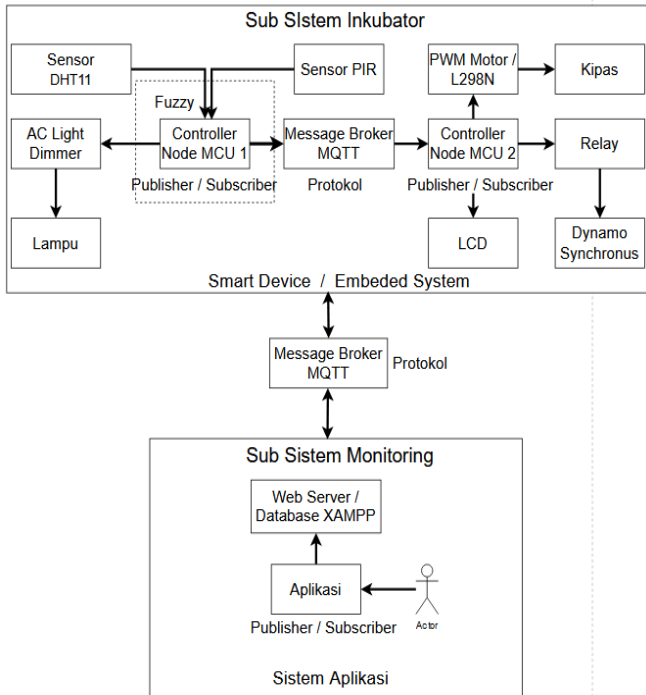 Sub SIstem Inkubator
Sensor
DHT11
Sensor PIR
PWM Motor /
L298N
Kipas
Fuzzy
AC Light
Dimmer
Controller
Node MCU 1
Message Broker
MQTT
Controller
Node MCU 2
Relay
Publisher / Subscriber
Protokol
Publisher / Subscriber
Lampu
LCD
Dynamo
Synchronus
Smart Device / Embeded System
Message Broker
MQTT
Protokol
Sub Sistem Monitoring
Web Server /
Database XAMPP
Aplikasi
Actor
Publisher / Subscriber
Sistem Aplikasi